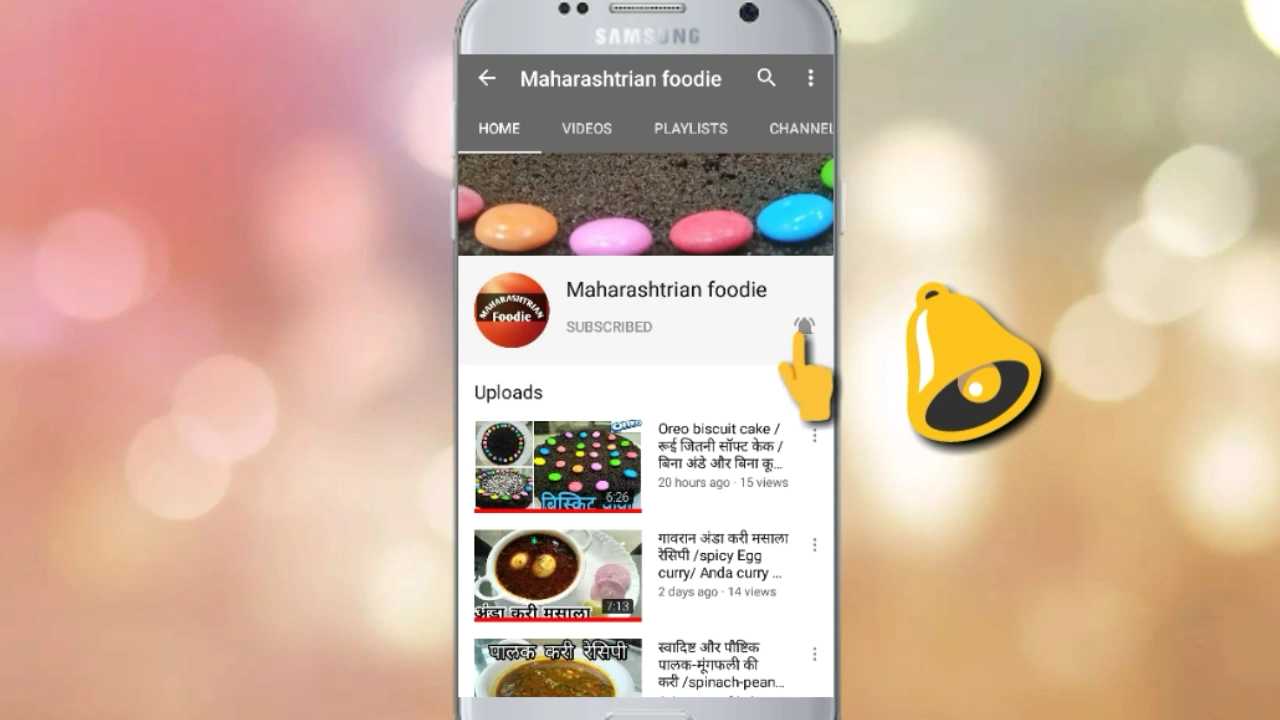 SAMSUNG
Maharashtrian foodie
HOME VIDEOS PLAYLISTS CHANNEL
MAHARASHTRIAN
Foodie
Maharashtrian foodie
SUBSCRIBED
Uploads
OREO
बिस्किट
6:26
Oreo biscuit cake /
रूई जितनी सॉफ्ट केक /
बिना अंडे और बिना कू...
20 hours ago · 15 views
अंडा करी मसाला
7:13
गावरान अंडा करी मसाला
रेसिपी /spicy Egg
curry/ Anda curry ...
2 days ago · 14 views
पालक करी रेसिपी
स्वादिष्ट और पौष्टिक
पालक-मूंगफली की
करी /spinach-pean...